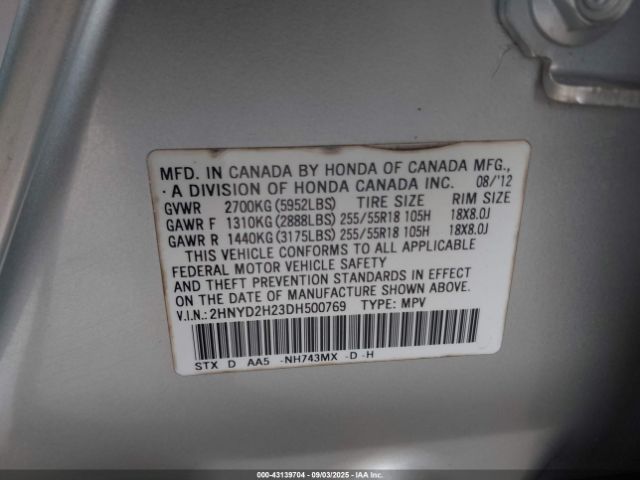 MFD. IN CANADA BY HONDA OF CANADA MFG.,
A DIVISION OF HONDA CANADA INC. 08/'12
GVWR 2700KG (5952LBS) TIRE SIZE RIM SIZE
GAWR F 1310KG (2888LBS) 255/55R18 105H 18X8.0J
GAWR R 1440KG (3175LBS) 255/55R18 105H 18X8.0J
THIS VEHICLE CONFORMS TO ALL APPLICABLE
FEDERAL MOTOR VEHICLE SAFETY
AND THEFT PREVENTION STANDARDS IN EFFECT
ON THE DATE OF MANUFACTURE SHOWN ABOVE.
V.I.N.: 2HNYD2H23DH500769 TYPE: MPV
STX D AA5 -NH743MX -D -H
000-43139704 - 09/03/2025 - IAA Inc.